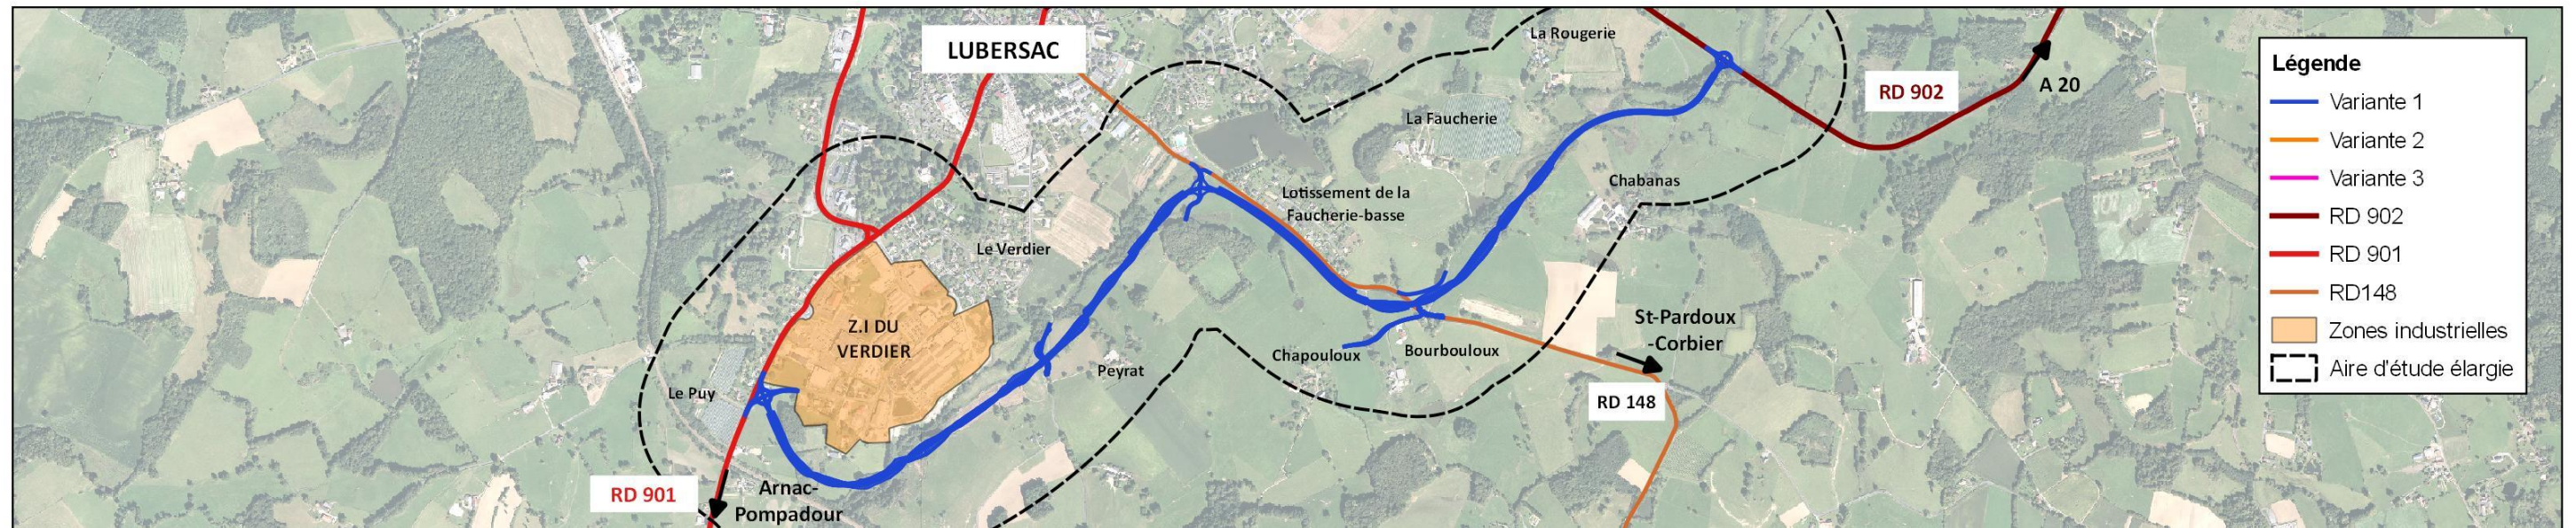 LUBERSAC
La Rougerie
RD 902
A 20
La Faucherie
Lotissement de la
Faucherie-basse
Chabanas
Le Verdier
Z.I DU
VERDIER
St-Pardoux
-Corbier
Chapouloux
Bourbouloux
Peyrat
Le Puy
RD 148
RD 901
Arnac-
Pompadour
Légende
Variante 1
Variante 2
Variante 3
RD 902
RD 901
RD148
Zones industrielles
Aire d'étude élargie